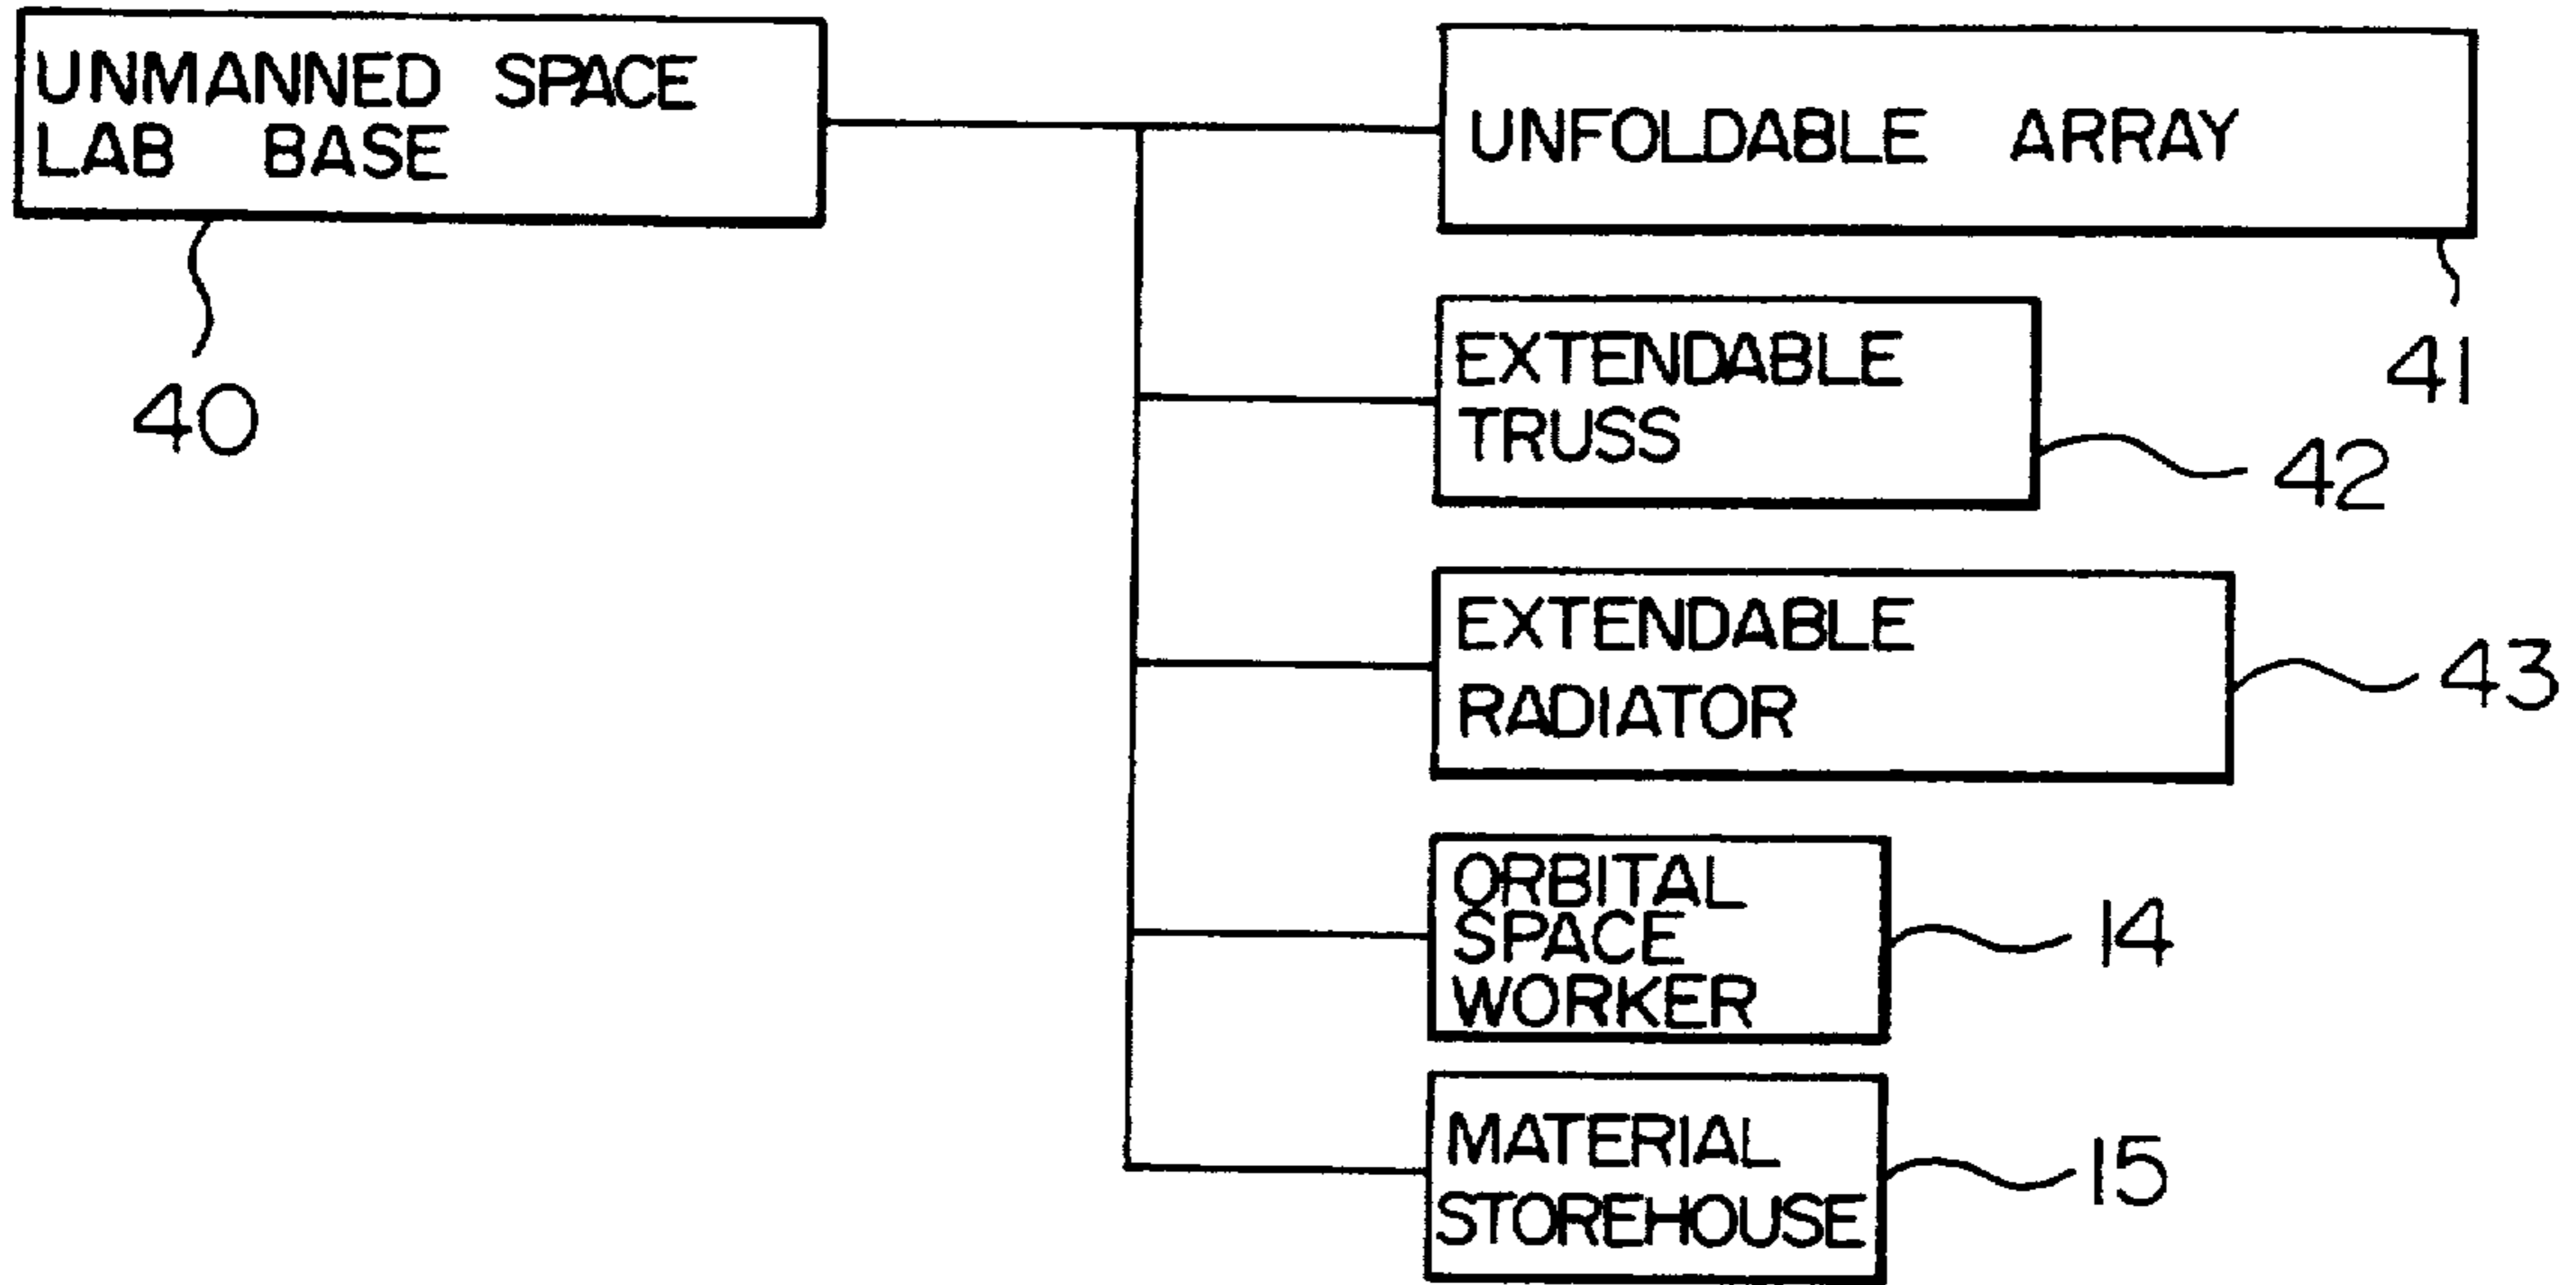 UNMANNED SPACE
LAB BASE
40
UNFOLDABLE ARRAY
41
EXTENDABLE
TRUSS
42
EXTENDABLE
RADIATOR
43
ORBITAL
SPACE
WORKER
14
MATERIAL
STOREHOUSE
15